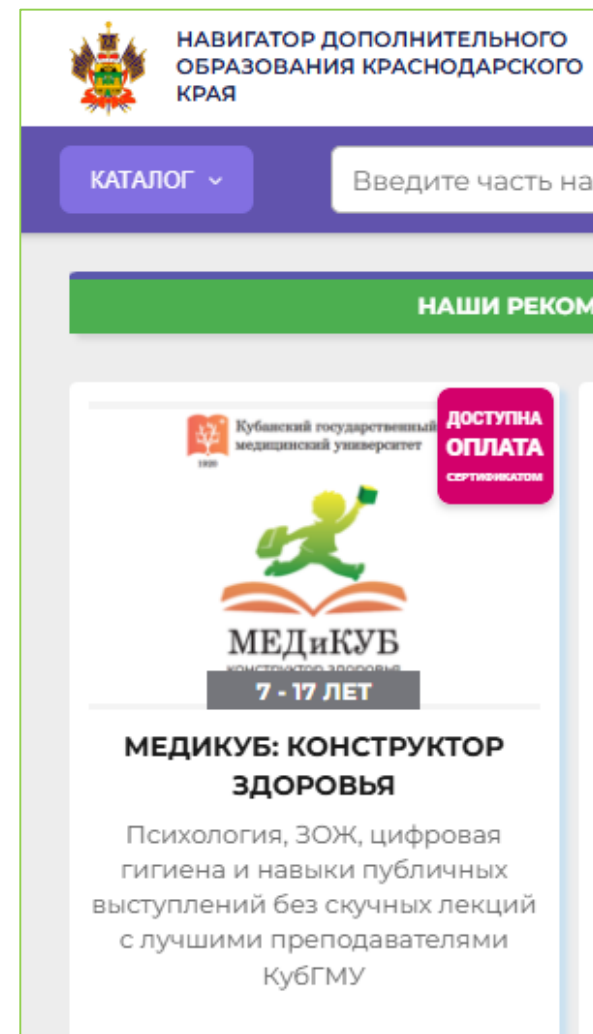 НАВИГАТОР ДОПОЛНИТЕЛЬНОГО
ОБРАЗОВАНИЯ КРАСНОДАРСКОГО
КРАЯ
КАТАЛОГ
Введите часть на
НАШИ РЕКОМ
Кубанский государственный
медицинский университет
1920
ДОСТУПНА
ОПЛАТА
СЕРТИФИКАТОМ
МЕДиКУБ
конструктор здоровья
7 - 17 ЛЕТ
МЕДИКУБ: КОНСТРУКТОР
ЗДОРОВЬЯ
Психология, ЗОЖ, цифровая
гигиена и навыки публичных
выступлений без скучных лекций
с лучшими преподавателями
КубГМУ